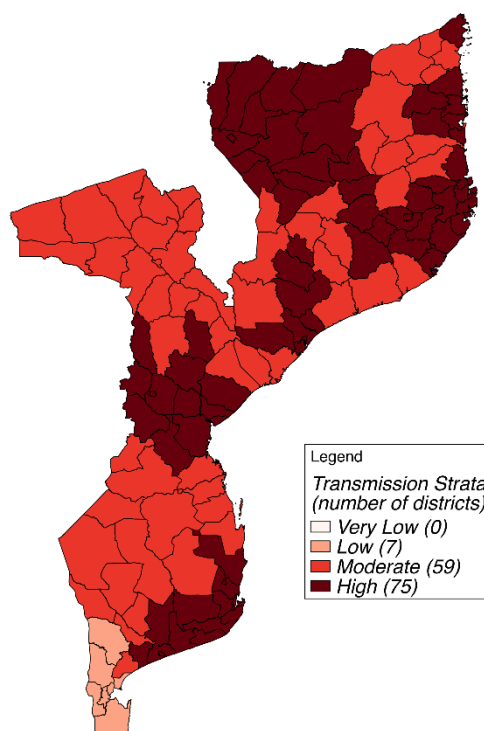 Legend
Transmission Strata
(number of districts)
Very Low (0)
Low (7)
Moderate (59)
High (75)